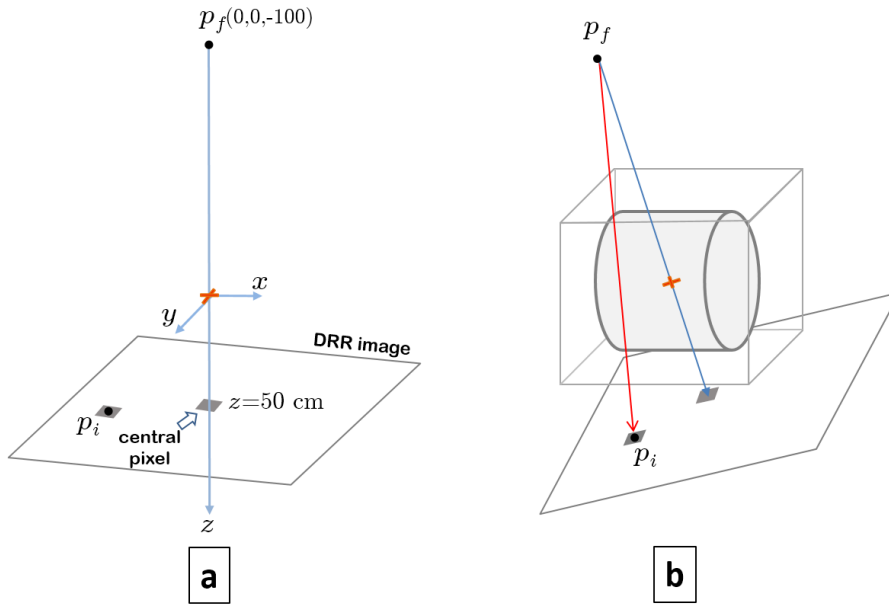 p_f(0,0,-100)
x
y
DRR image
z=50 cm
p_i
central
pixel
z
a
p_f
p_i
b